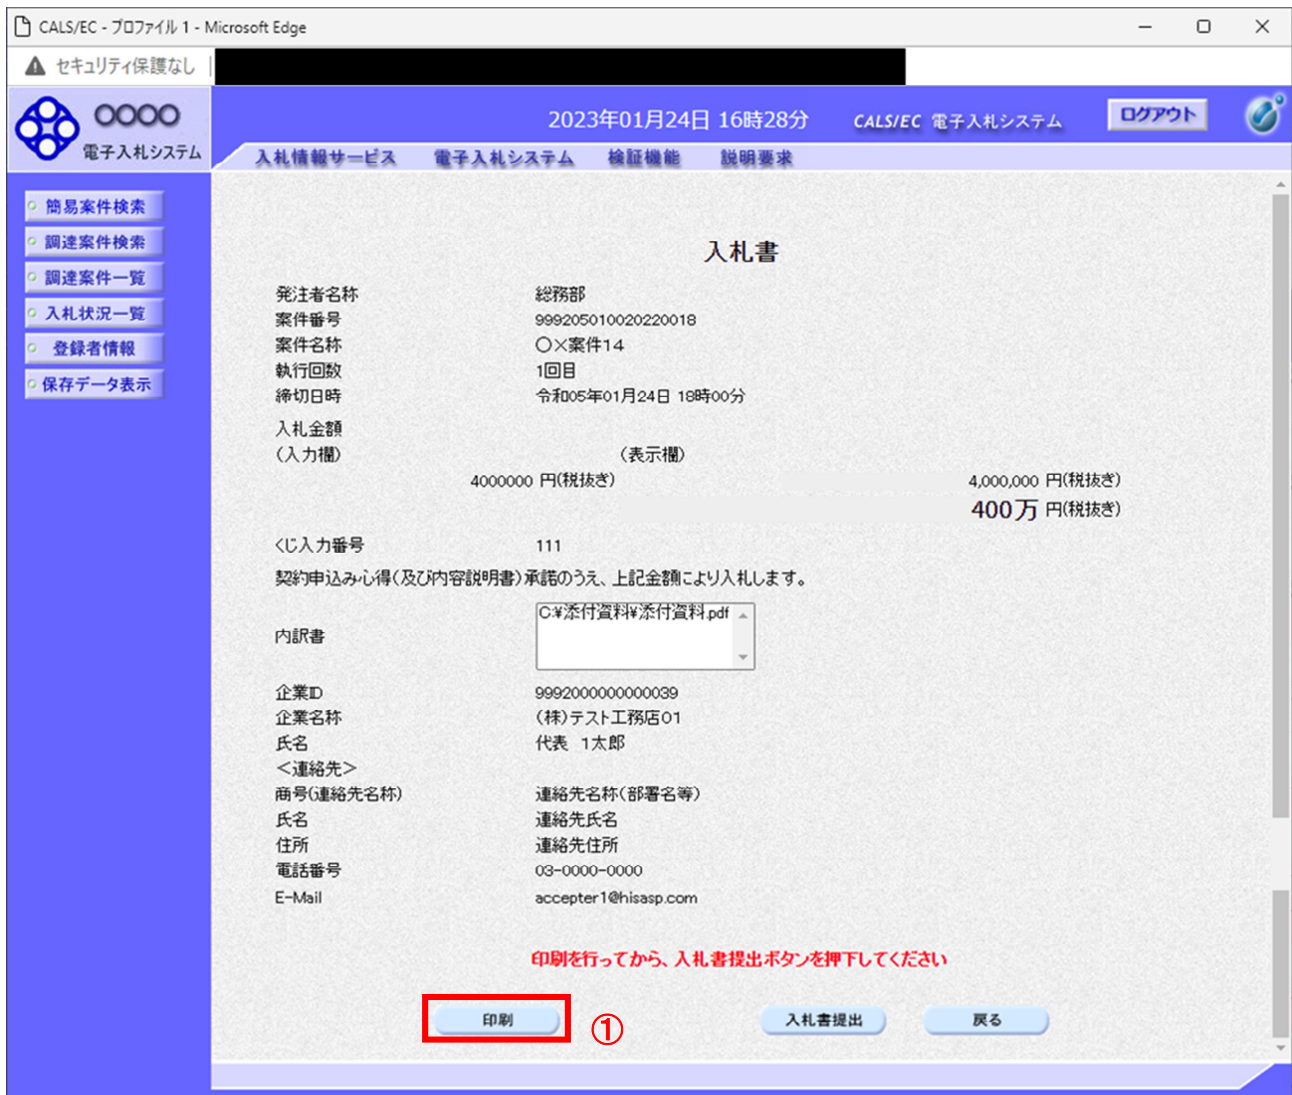 CALS/EC - プロファイル 1 - Microsoft Edge
セキュリティ保護なし
OOOO
電子入札システム
2023年01月24日 16時28分
CALS/EC 電子入札システム
ログアウト
入札情報サービス 電子入札システム 検証機能 説明要求
簡易案件検索
調達案件検索
調達案件一覧
入札状況一覧
登録者情報
保存データ表示
入札書
発注者名称 総務部
案件番号 999205010020220018
案件名称 〇×案件14
執行回数 1回目
締切日時 令和05年01月24日 18時00分
入札金額
(入力欄) (表示欄)
4000000 円(税抜き) 4,000,000 円(税抜き)
400万 円(税抜き)
くじ入力番号 111
契約申込み心得(及び内容説明書)承諾のうえ、上記金額により入札します。
内訳書 C:¥添付資料¥添付資料.pdf
企業ID 9992000000000039
企業名称 (株)テスト工務店01
氏名 代表 1太郎
<連絡先>
商号(連絡先名称) 連絡先名称(部署名等)
氏名 連絡先氏名
住所 連絡先住所
電話番号 03-0000-0000
E-Mail accepter1@hisasp.com
印刷を行ってから、入札書提出ボタンを押下してください
印刷 ① 入札書提出 戻る